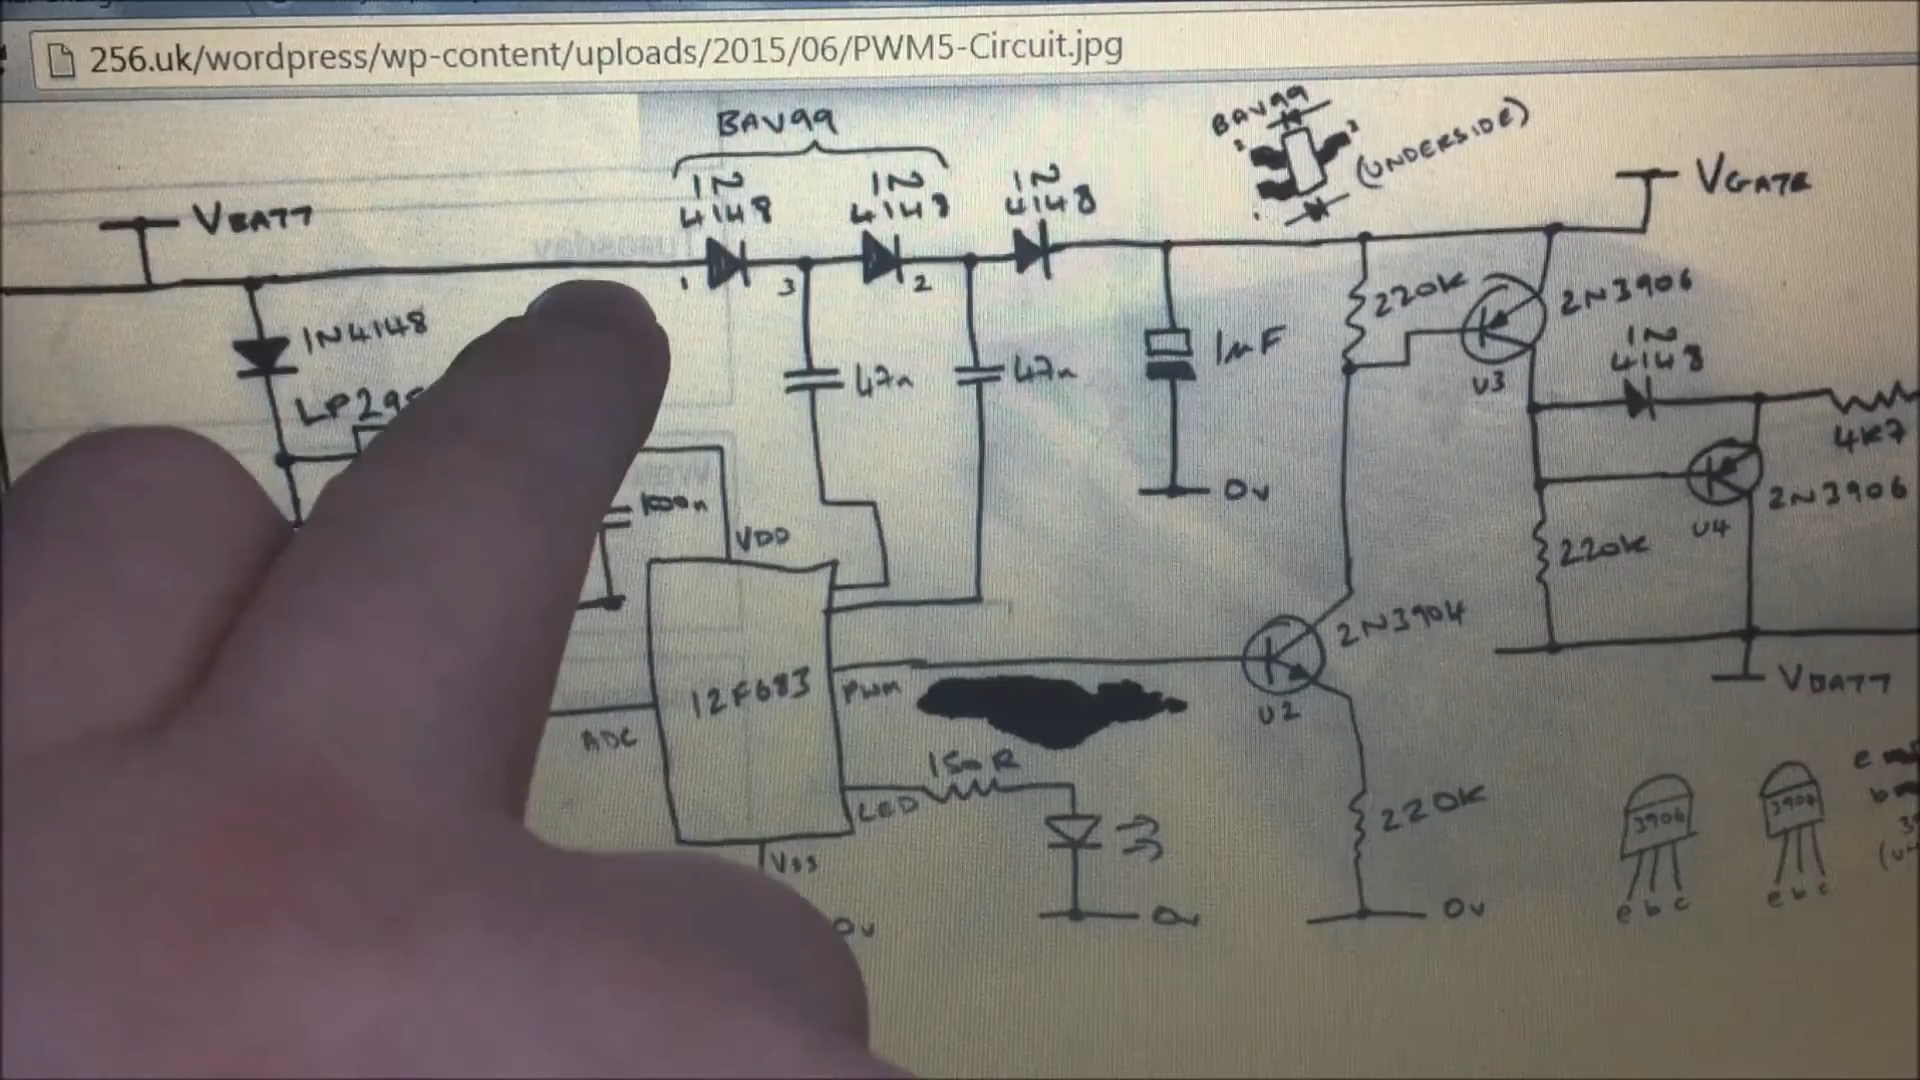 256.uk/wordpress/wp-content/uploads/2015/06/PWM5-Circuit.jpg
BAV99
BAV99
(UNDERSIDE)
VBATT
VGATE
1N
4148
1N
4148
1N
4148
1
3
2
1N4148
220K
2N3906
U3
1N
4148
47n
47n
1µF
4K7
0v
2N3906
U4
220K
100n
VDD
2N3904
U2
VBATT
12F683
PWM
ADC
150R
LED
220K
VSS
0v
0v
0v
3906
e b c
3904
e b c
e
b